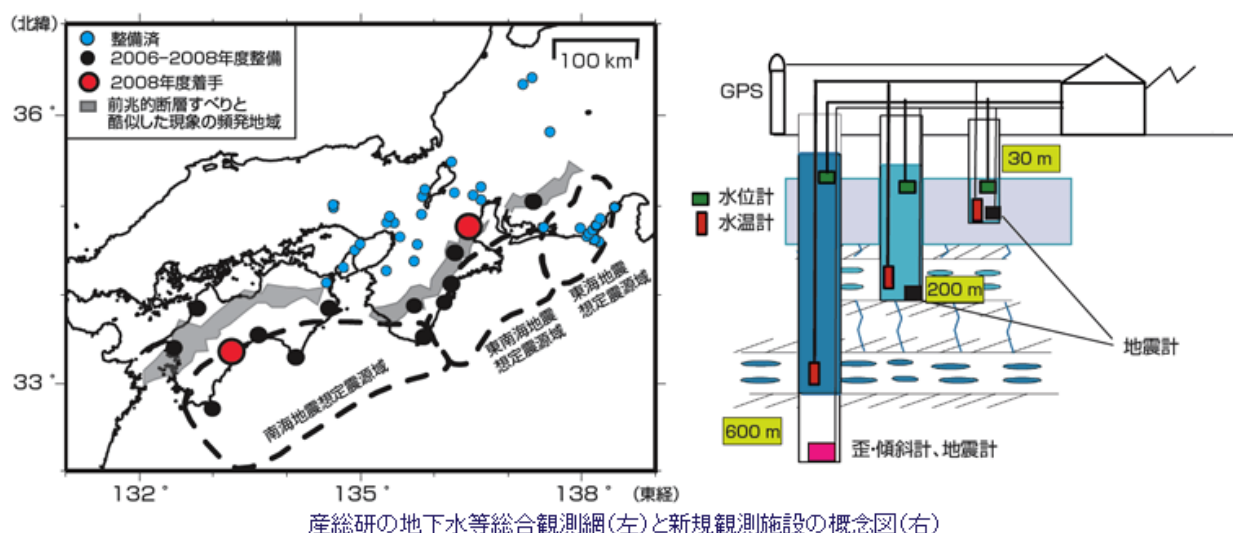 (北緯)
整備済
2006-2008年度整備
2008年度着手
前兆的断層すべりと
酷似した現象の頻発地域
100 km
36°
33°
東海地震
想定震源域
東南海地震
想定震源域
南海地震想定震源域
132°
135°
138°
(東経)
GPS
30 m
水位計
水温計
200 m
地震計
600 m
歪・傾斜計、地震計
産総研の地下水等総合観測網(左)と新規観測施設の概念図(右)